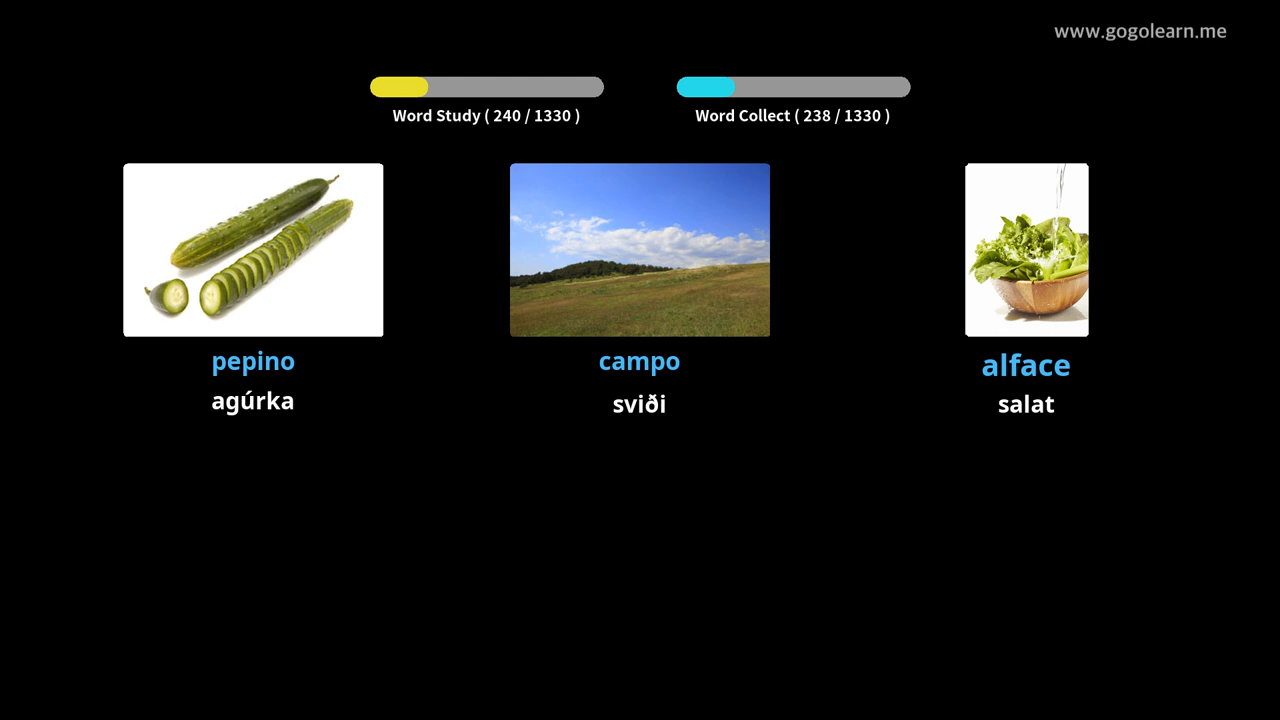 www.gogolearn.me
Word Study ( 240 / 1330 )
Word Collect ( 238 / 1330 )
pepino
agúrka
campo
sviði
alface
salat